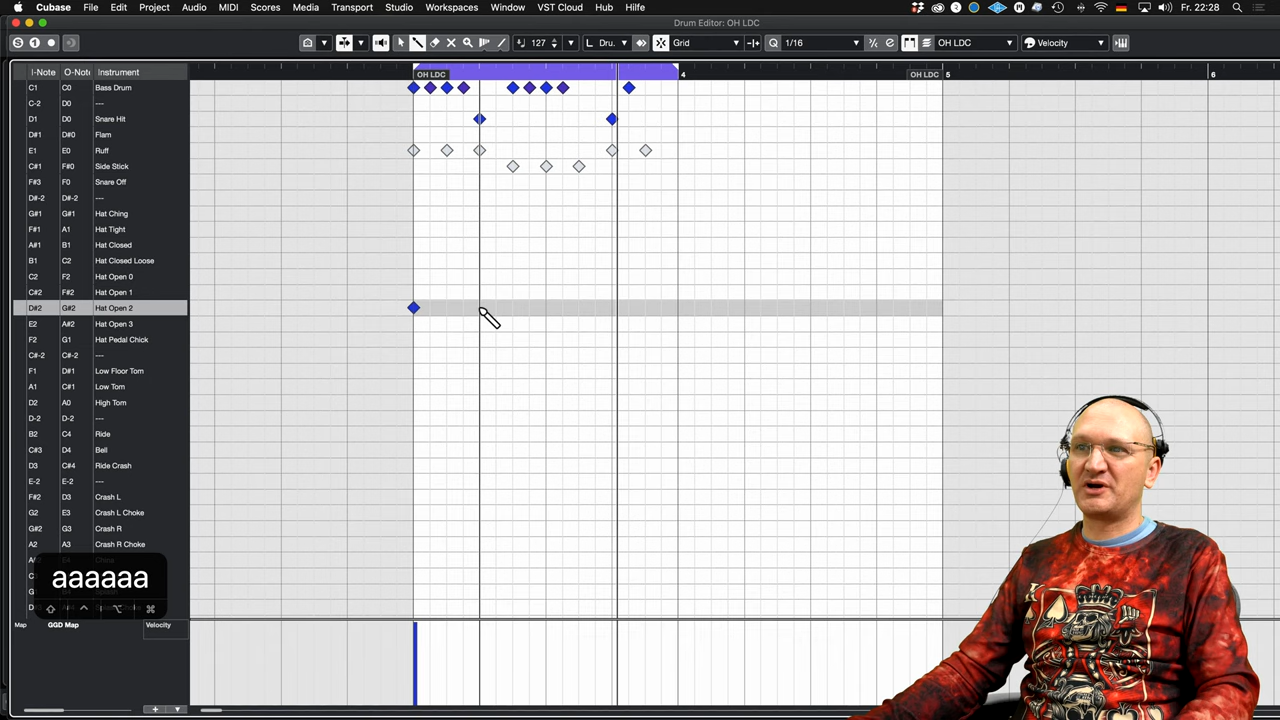 Cubase File Edit Project Audio MIDI Scores Media Transport Studio Workspaces Window VST Cloud Hub Hilfe Fr. 22:28
Drum Editor: OH LDC
127 Dru. Grid 1/16 OH LDC Velocity
I-Note O-Note Instrument
OH LDC 4 OH LDC 5 6
C1 C0 Bass Drum
C-2 D0 ---
D1 D0 Snare Hit
D#1 D#0 Flam
E1 E0 Ruff
C#1 F#0 Side Stick
F#3 F0 Snare Off
D#-2 D#-2 ---
G#1 G#1 Hat Ching
F#1 A1 Hat Tight
A#1 B1 Hat Closed
B1 C2 Hat Closed Loose
C2 F2 Hat Open 0
C#2 F#2 Hat Open 1
D#2 G#2 Hat Open 2
E2 A#2 Hat Open 3
F2 G1 Hat Pedal Chick
C#-2 C#-2 ---
F1 D#1 Low Floor Tom
A1 C#1 Low Tom
D2 A0 High Tom
D-2 D-2 ---
B2 C4 Ride
C#3 D4 Bell
D3 C#4 Ride Crash
E-2 E-2 ---
F#2 D3 Crash L
G2 E3 Crash L Choke
G#2 G3 Crash R
A2 A3 Crash R Choke
aaaaaa
Map GGD Map Velocity